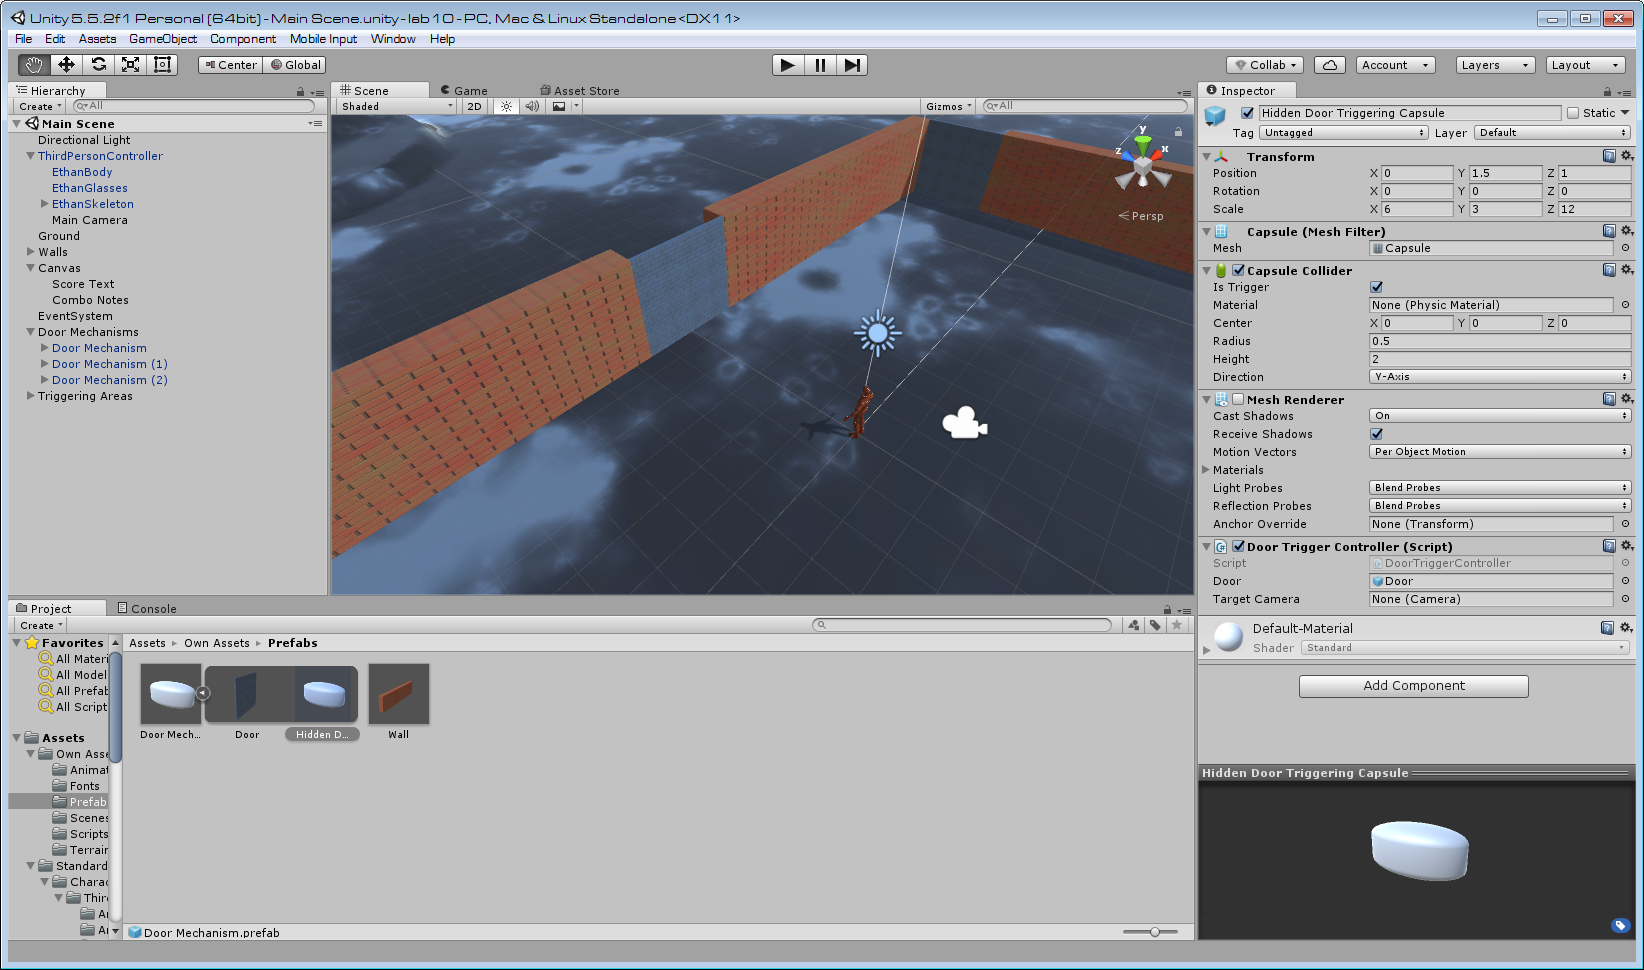 Unity 5.5.2f1 Personal (64bit) - Main Scene.unity - lab10 - PC, Mac & Linux Standalone <DX11>
File Edit Assets GameObject Component Mobile Input Window Help
Center Global Collab Account Layers Layout
Hierarchy
Create All
Main Scene
Directional Light
ThirdPersonController
EthanBody
EthanGlasses
EthanSkeleton
Main Camera
Ground
Walls
Canvas
Score Text
Combo Notes
EventSystem
Door Mechanisms
Door Mechanism
Door Mechanism (1)
Door Mechanism (2)
Triggering Areas
Scene Game Asset Store
Shaded 2D Gizmos All
y
z x
Persp
Inspector
Hidden Door Triggering Capsule Static
Tag Untagged Layer Default
Transform
Position X 0 Y 1.5 Z 1
Rotation X 0 Y 0 Z 0
Scale X 6 Y 3 Z 12
Capsule (Mesh Filter)
Mesh Capsule
Capsule Collider
Is Trigger
Material None (Physic Material)
Center X 0 Y 0 Z 0
Radius 0.5
Height 2
Direction Y-Axis
Mesh Renderer
Cast Shadows On
Receive Shadows
Motion Vectors Per Object Motion
Materials
Light Probes Blend Probes
Reflection Probes Blend Probes
Anchor Override None (Transform)
Door Trigger Controller (Script)
Script DoorTriggerController
Door Door
Target Camera None (Camera)
Default-Material
Shader Standard
Add Component
Hidden Door Triggering Capsule
Project Console
Create
Favorites
All Materi
All Model
All Prefab
All Script
Assets
Own Asse
Animat
Fonts
Prefab
Scenes
Scripts
Terrain
Standard
Charac
Thir
Ar
Ar
Assets ▸ Own Assets ▸ Prefabs
Door Mech... Door Hidden D... Wall
Door Mechanism.prefab